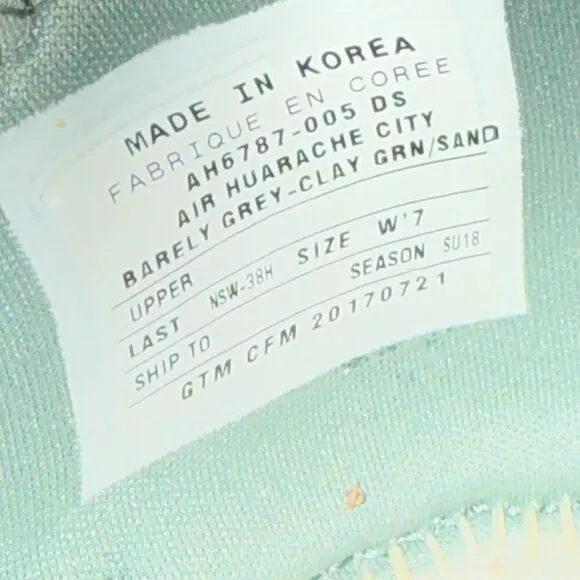 MADE IN KOREA
FABRIQUE EN COREE
AH6787-005 DS
AIR HUARACHE CITY
BARELY GREY-CLAY GRN/SAND
UPPER
LAST NSW-38H SIZE W'7
SHIP TO SEASON SU18
GTM CFM 20170721